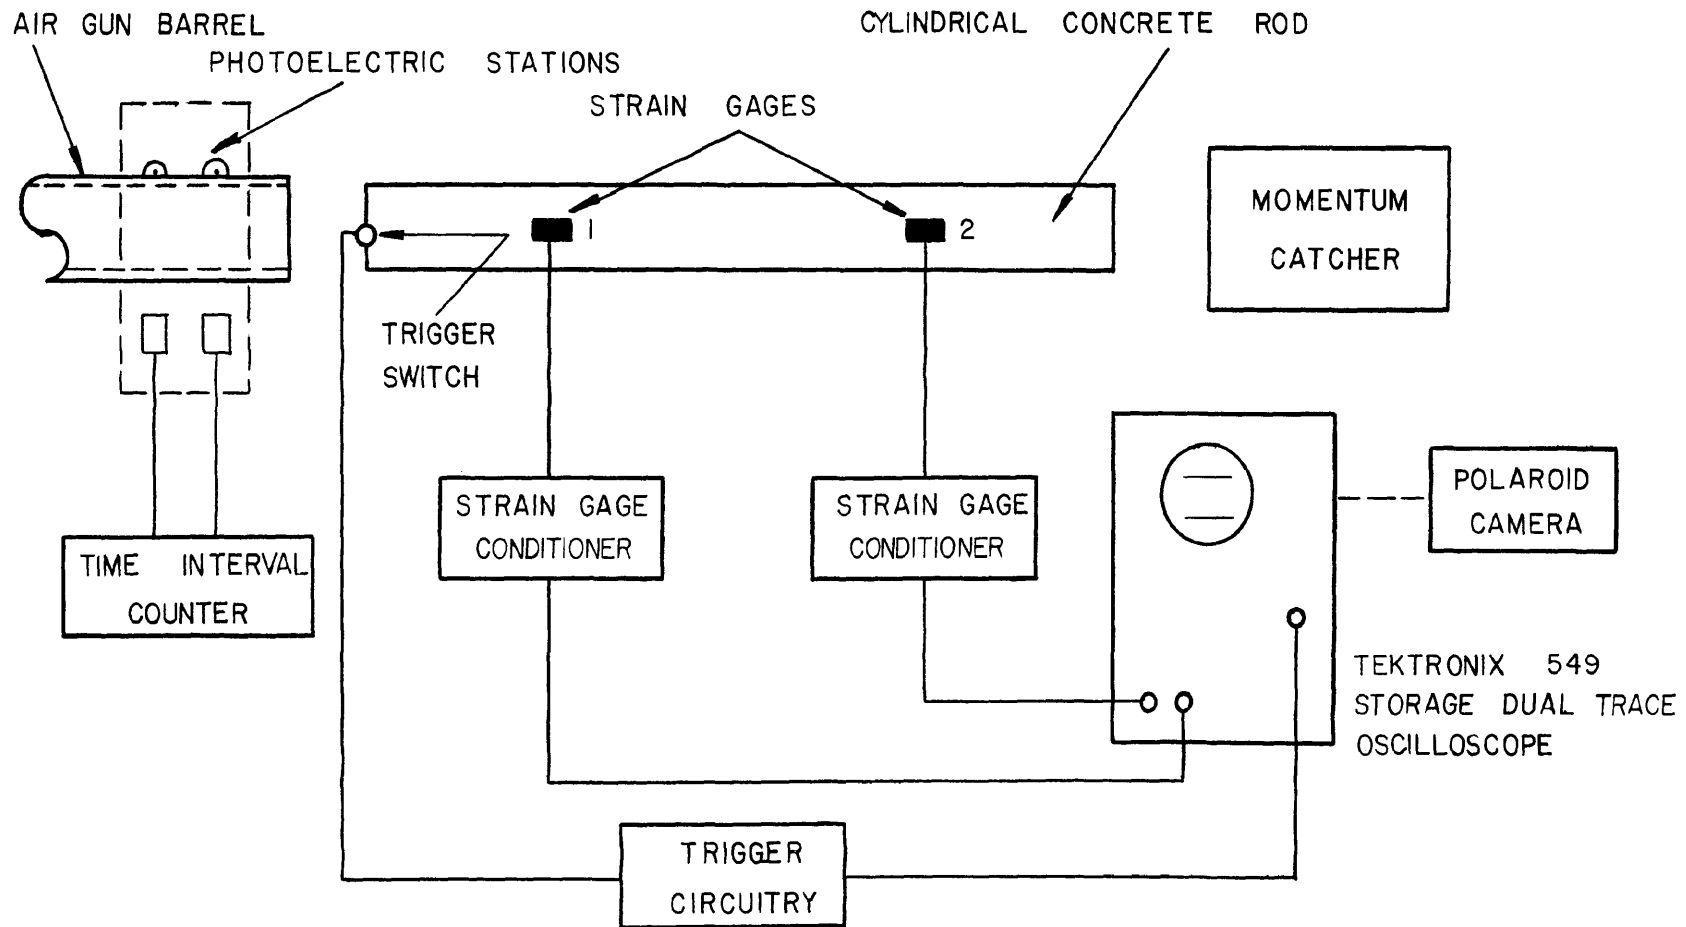 AIR GUN BARREL
PHOTOELECTRIC STATIONS
CYLINDRICAL CONCRETE ROD
STRAIN GAGES
1
2
MOMENTUM
CATCHER
TRIGGER
SWITCH
STRAIN GAGE
CONDITIONER
STRAIN GAGE
CONDITIONER
POLAROID
CAMERA
TIME INTERVAL
COUNTER
TEKTRONIX 549
STORAGE DUAL TRACE
OSCILLOSCOPE
TRIGGER
CIRCUITRY